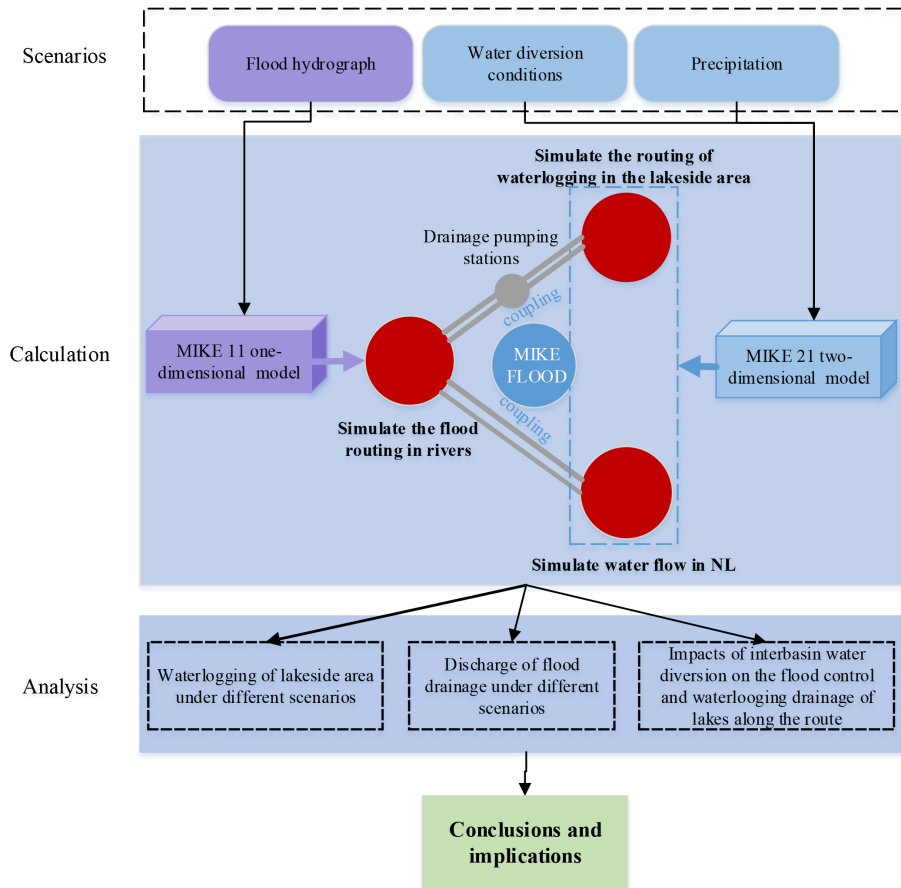 Scenarios
Flood hydrograph
Water diversion
conditions
Precipitation
Simulate the routing of
waterlogging in the lakeside area
Drainage pumping
stations
coupling
Calculation
MIKE 11 one-
dimensional model
MIKE
FLOOD
MIKE 21 two-
dimensional model
coupling
Simulate the flood
routing in rivers
Simulate water flow in NL
Analysis
Waterlogging of lakeside area
under different scenarios
Discharge of flood
drainage under different
scenarios
Impacts of interbasin water
diversion on the flood control
and waterlooging drainage of
lakes along the route
Conclusions and
implications